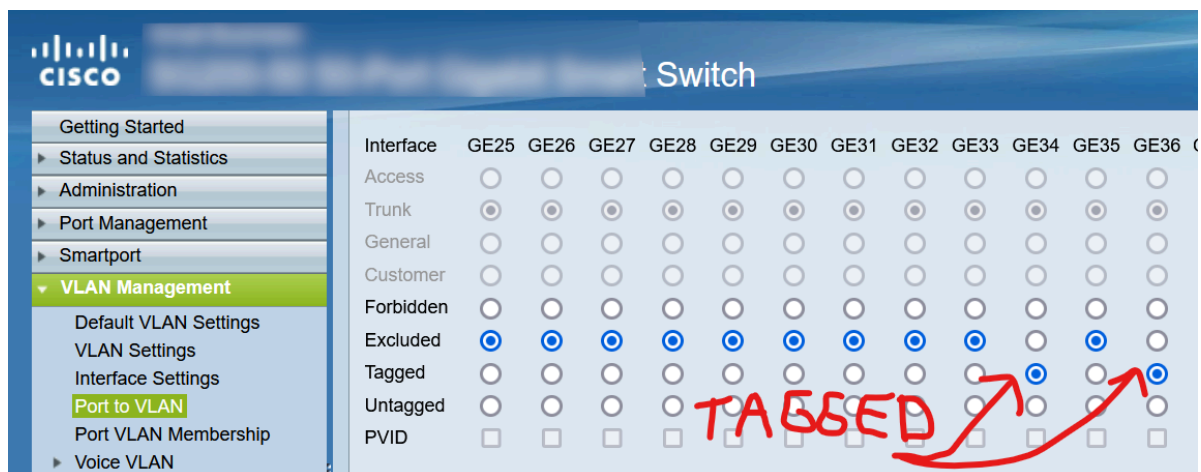 CISCO
Switch
Getting Started
Status and Statistics
Administration
Port Management
Smartport
VLAN Management
Default VLAN Settings
VLAN Settings
Interface Settings
Port to VLAN
Port VLAN Membership
Voice VLAN
Interface GE25 GE26 GE27 GE28 GE29 GE30 GE31 GE32 GE33 GE34 GE35 GE36
Access
Trunk
General
Customer
Forbidden
Excluded
Tagged
Untagged
PVID
TAGGED